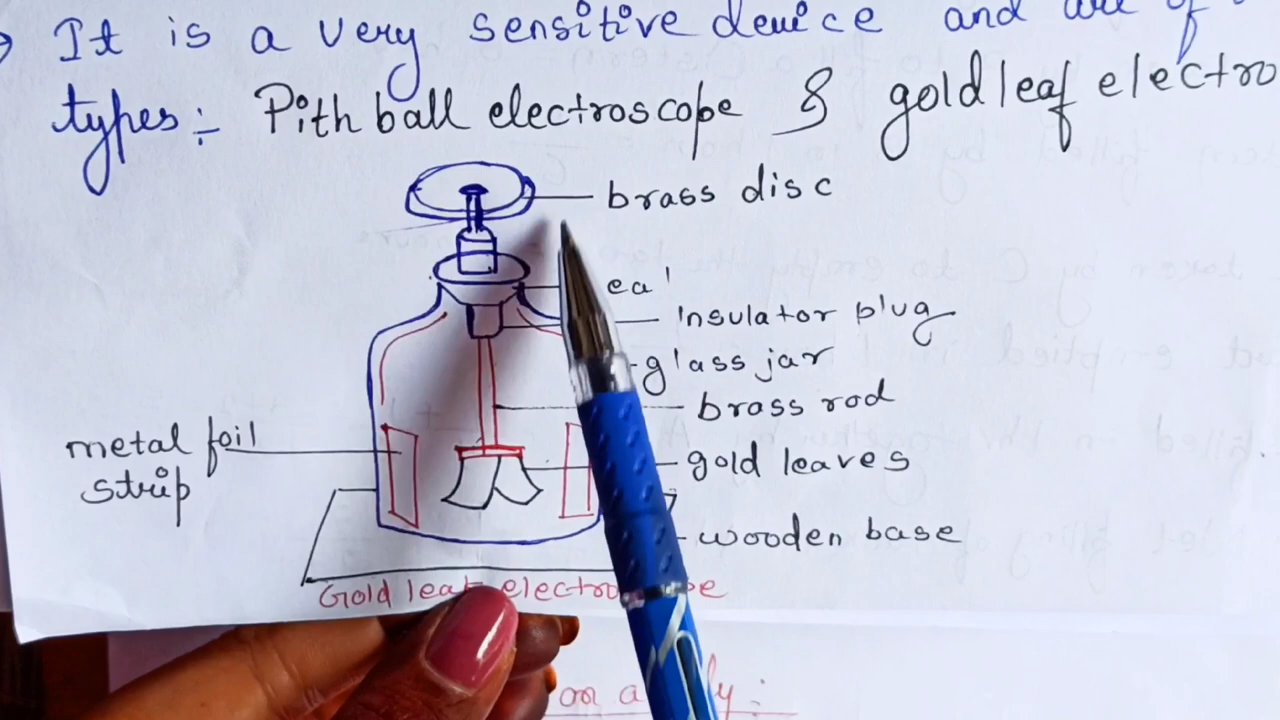 It is a very sensitive device and are of
types:- Pith ball electroscope & gold leaf electro
brass disc
Insulator plug
glass jar
brass rod
metal foil
strip
gold leaves
wooden base
Gold leaf
on a